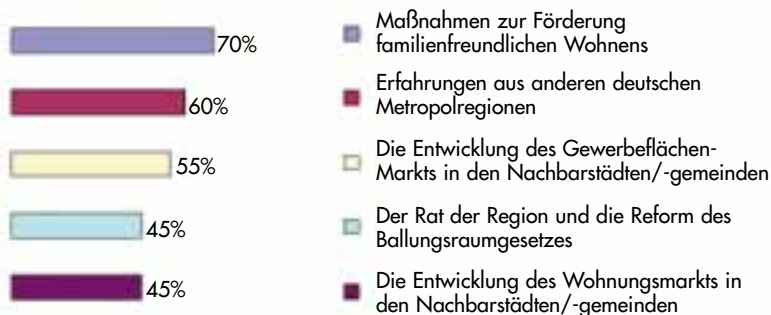 70%
Maßnahmen zur Förderung
familienfreundlichen Wohnens
60%
Erfahrungen aus anderen deutschen
Metropolregionen
55%
Die Entwicklung des Gewerbeflächen-
Markts in den Nachbarstädten/-gemeinden
45%
Der Rat der Region und die Reform des
Ballungsraumgesetzes
45%
Die Entwicklung des Wohnungsmarkts in
den Nachbarstädten/-gemeinden